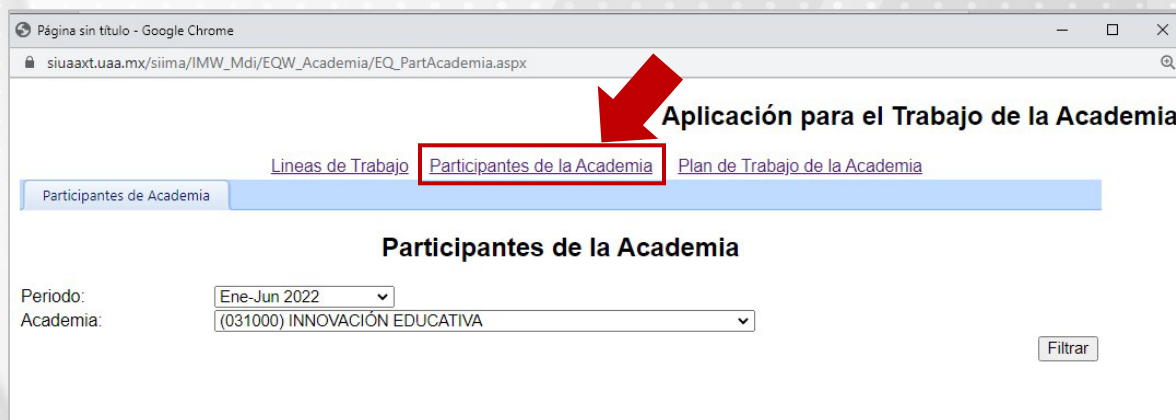 Página sin título - Google Chrome
siuaaxt.uaa.mx/siima/IMW_Mdi/EQW_Academia/EQ_PartAcademia.aspx
Aplicación para el Trabajo de la Academia
Lineas de Trabajo Participantes de la Academia Plan de Trabajo de la Academia
Participantes de Academia
Participantes de la Academia
Periodo: Ene-Jun 2022
Academia: (031000) INNOVACIÓN EDUCATIVA
Filtrar